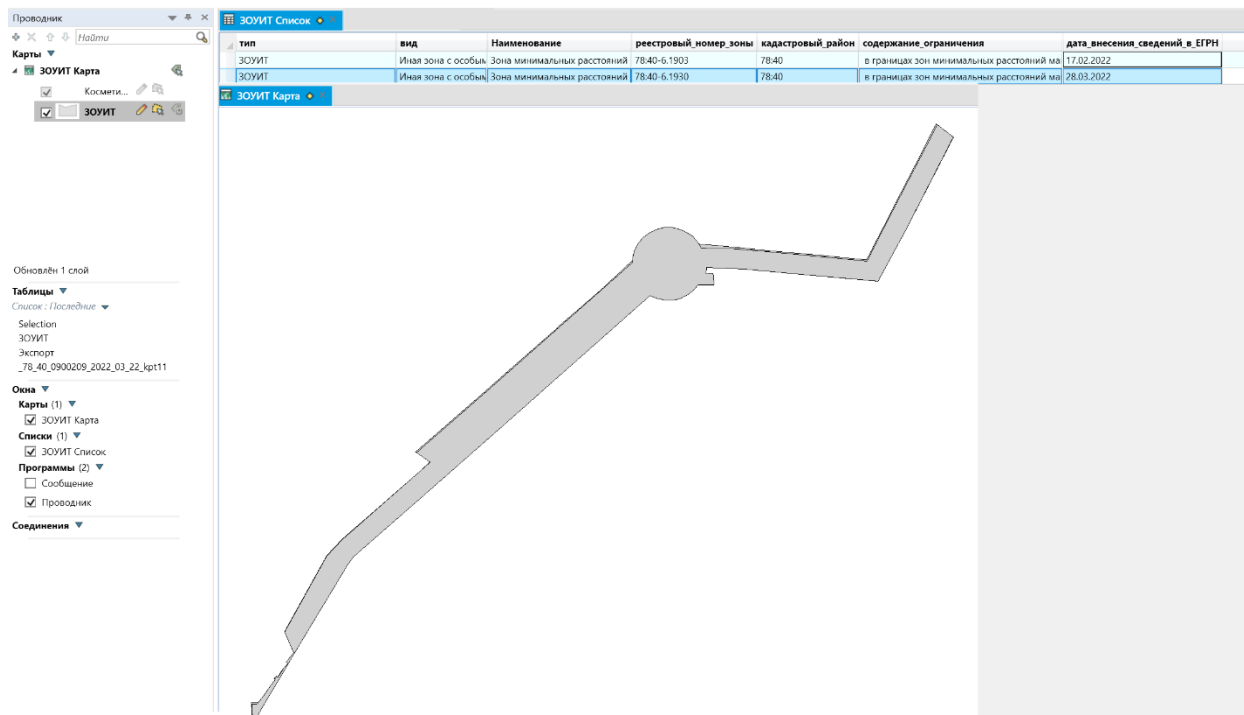 Проводник
Найти
Карты
ЗОУИТ Карта
Космети...
ЗОУИТ
Обновлён 1 слой
Таблицы
Список : Последние
Selection
ЗОУИТ
Экспорт
_78_40_0900209_2022_03_22_kpt11
Окна
Карты (1)
ЗОУИТ Карта
Списки (1)
ЗОУИТ Список
Программы (2)
Сообщение
Проводник
Соединения
ЗОУИТ Список
тип вид Наименование реестровый_номер_зоны кадастровый_район содержание_ограничения дата_внесения_сведений_в_ЕГРН
ЗОУИТ Иная зона с особым Зона минимальных расстояний 78:40-6.1903 78:40 в границах зон минимальных расстояний ма 17.02.2022
ЗОУИТ Иная зона с особым Зона минимальных расстояний 78:40-6.1930 78:40 в границах зон минимальных расстояний ма 28.03.2022
ЗОУИТ Карта